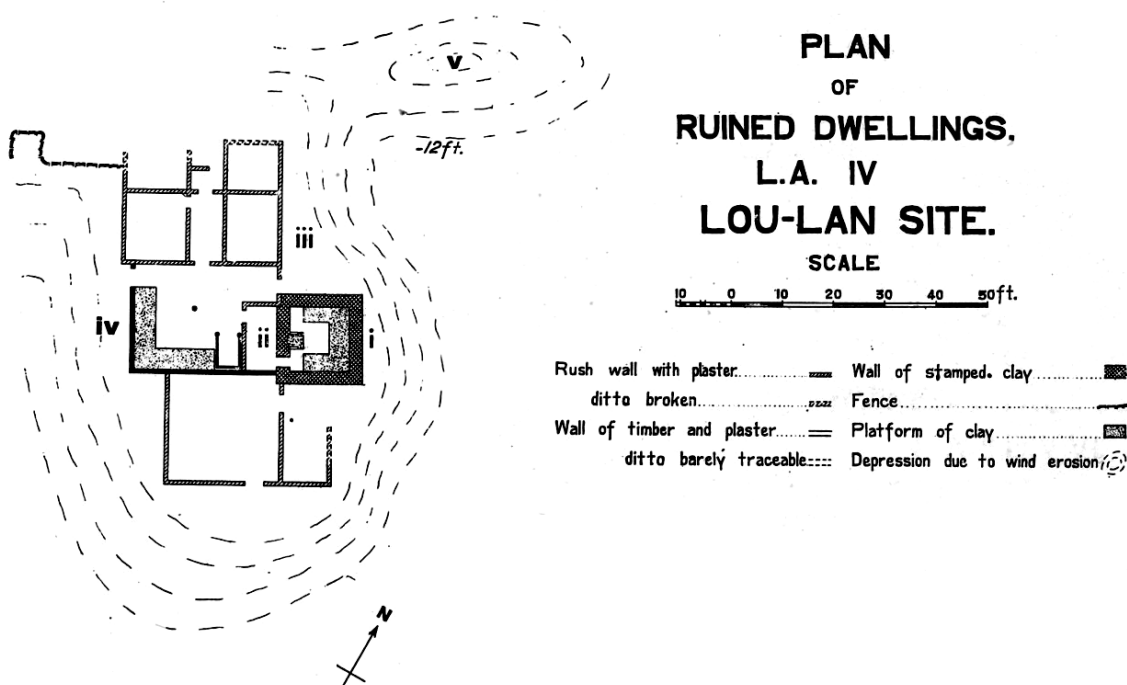 PLAN
OF
RUINED DWELLINGS.
L.A. IV
LOU-LAN SITE.
SCALE
10 0 10 20 30 40 50 ft.
Rush wall with plaster
ditto broken
Wall of timber and plaster
ditto barely traceable
Wall of stamped. clay
Fence
Platform of clay
Depression due to wind erosion
v
-12ft.
iii
iv
ii
i
N